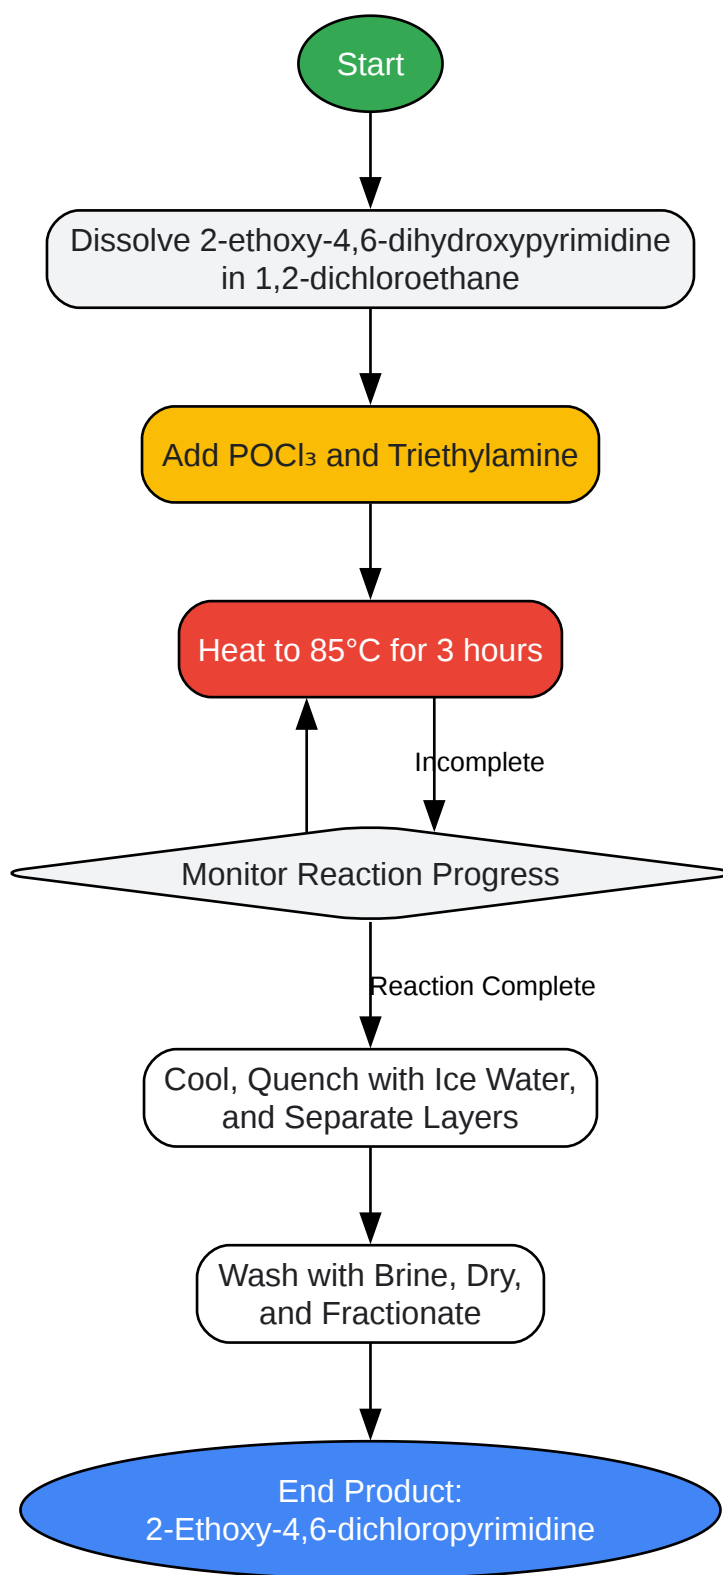 Start
Dissolve 2-ethoxy-4,6-dihydroxypyrimidine
in 1,2-dichloroethane
Add POCl₃ and Triethylamine
Heat to 85°C for 3 hours
Incomplete
Monitor Reaction Progress
Reaction Complete
Cool, Quench with Ice Water,
and Separate Layers
Wash with Brine, Dry,
and Fractionate
End Product:
2-Ethoxy-4,6-dichloropyrimidine